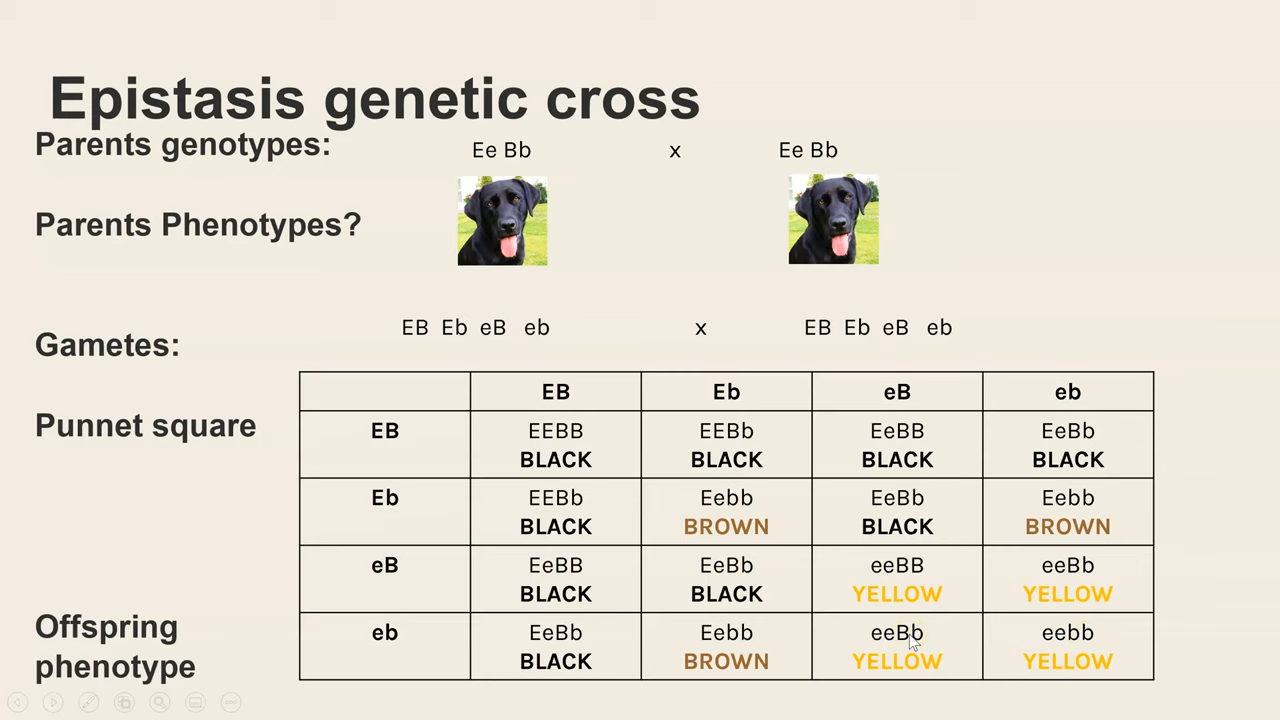 Epistasis genetic cross
Parents genotypes: Ee Bb x Ee Bb
Parents Phenotypes?
EB Eb eB eb x EB Eb eB eb
Gametes:
Punnet square
EB Eb eB eb
EB EEBB EEBb EeBB EeBb
BLACK BLACK BLACK BLACK
Eb EEBb Eebb EeBb Eebb
BLACK BROWN BLACK BROWN
eB EeBB EeBb eeBB eeBb
BLACK BLACK YELLOW YELLOW
eb EeBb Eebb eeBb eebb
BLACK BROWN YELLOW YELLOW
Offspring
phenotype